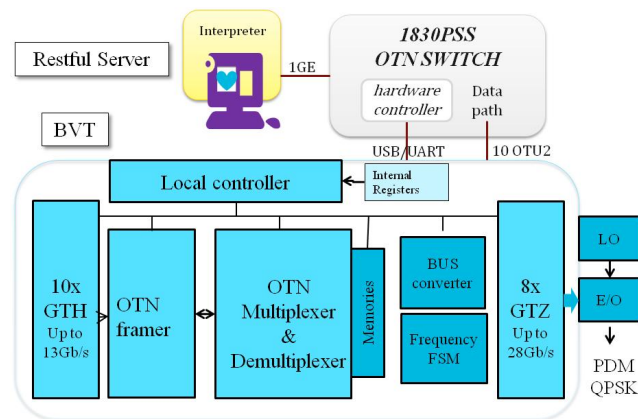 Interpreter
1830PSS
OTN SWITCH
Restful Server
1GE
hardware
controller
Data
path
BVT
USB/UART
10 OTU2
Local controller
Internal
Registers
10x
GTH
Up to
13Gb/s
OTN
framer
OTN
Multiplexer
&
Demultiplexer
Memories
BUS
converter
Frequency
FSM
8x
GTZ
Up to
28Gb/s
LO
E/O
PDM
QPSK